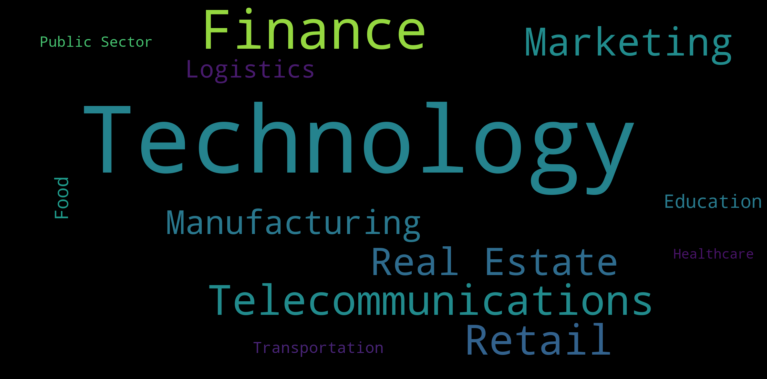 Public Sector
Finance
Marketing
Logistics
Technology
Food
Education
Manufacturing
Real Estate
Healthcare
Telecommunications
Retail
Transportation